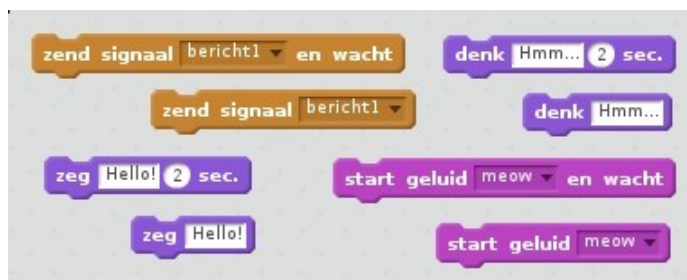 zend signaal bericht1 en wacht
denk Hmm... 2 sec.
zend signaal bericht1
denk Hmm...
zeg Hello! 2 sec.
start geluid meow en wacht
zeg Hello!
start geluid meow